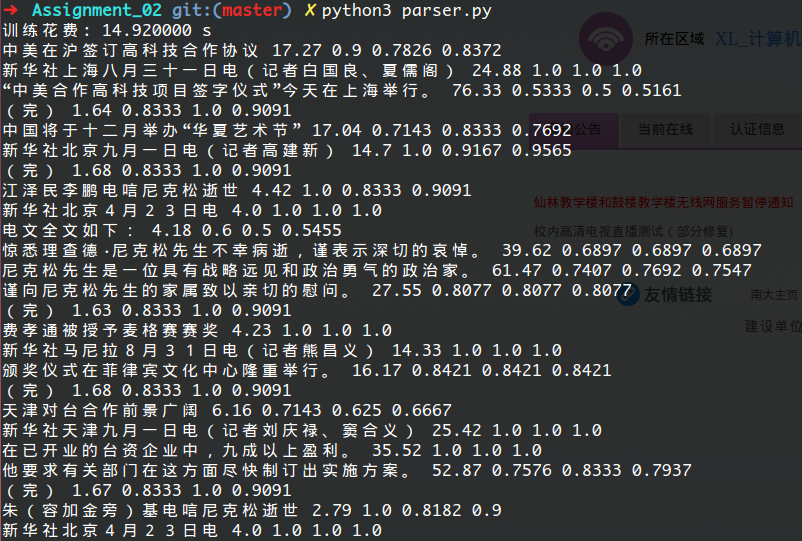 → Assignment_02 git:(master) ✗ python3 parser.py
训练花费: 14.920000 s
中美在沪签订高科技合作协议 17.27 0.9 0.7826 0.8372
新华社上海八月三十一日电(记者白国良、夏儒阁) 24.88 1.0 1.0 1.0
“中美合作高科技项目签字仪式”今天在上海举行。 76.33 0.5333 0.5 0.5161
(完) 1.64 0.8333 1.0 0.9091
中国将于十二月举办“华夏艺术节” 17.04 0.7143 0.8333 0.7692
新华社北京九月一日电(记者高建新) 14.7 1.0 0.9167 0.9565
(完) 1.68 0.8333 1.0 0.9091
江泽民李鹏电唁尼克松逝世 4.42 1.0 0.8333 0.9091
新华社北京4月23日电 4.0 1.0 1.0 1.0
电文全文如下: 4.18 0.6 0.5 0.5455
惊悉理查德·尼克松先生不幸病逝,谨表示深切的哀悼。 39.62 0.6897 0.6897 0.6897
尼克松先生是一位具有战略远见和政治勇气的政治家。 61.47 0.7407 0.7692 0.7547
谨向尼克松先生的家属致以亲切的慰问。 27.55 0.8077 0.8077 0.8077
(完) 1.63 0.8333 1.0 0.9091
费孝通被授予麦格赛赛奖 4.23 1.0 1.0 1.0
新华社马尼拉8月31日电(记者熊昌义) 14.33 1.0 1.0 1.0
颁奖仪式在菲律宾文化中心隆重举行。 16.17 0.8421 0.8421 0.8421
(完) 1.68 0.8333 1.0 0.9091
天津对台合作前景广阔 6.16 0.7143 0.625 0.6667
新华社天津九月一日电(记者刘庆禄、窦合义) 25.42 1.0 1.0 1.0
在已开业的台资企业中,九成以上盈利。 35.52 1.0 1.0 1.0
他要求有关部门在这方面尽快制订出实施方案。 52.87 0.7576 0.8333 0.7937
(完) 1.67 0.8333 1.0 0.9091
朱(容加金旁)基电唁尼克松逝世 2.79 1.0 0.8182 0.9
新华社北京4月23日电 4.0 1.0 1.0 1.0
所在区域 XL_计算机
公告 当前在线 认证信息
仙林教学楼和鼓楼教学楼无线网服务暂停通知
校内高清电视直播测试(部分修复)
友情链接 南大主页
建设单位